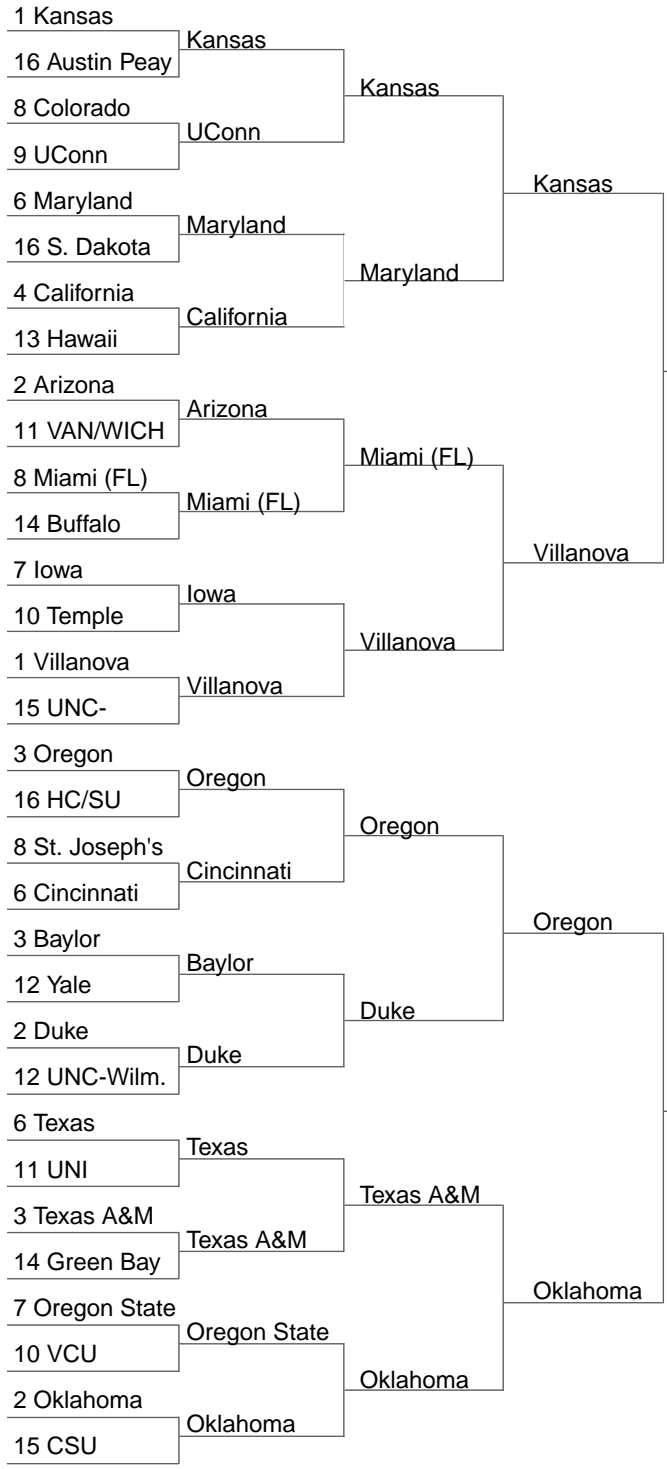 1 Kansas
16 Austin Peay
8 Colorado
9 UConn
6 Maryland
16 S. Dakota
4 California
13 Hawaii
2 Arizona
11 VAN/WICH
8 Miami (FL)
14 Buffalo
7 Iowa
10 Temple
1 Villanova
15 UNC-
3 Oregon
16 HC/SU
8 St. Joseph's
6 Cincinnati
3 Baylor
12 Yale
2 Duke
12 UNC-Wilm.
6 Texas
11 UNI
3 Texas A&M
14 Green Bay
7 Oregon State
10 VCU
2 Oklahoma
15 CSU
Kansas
UConn
Maryland
California
Arizona
Miami (FL)
Iowa
Villanova
Oregon
Cincinnati
Baylor
Duke
Texas
Texas A&M
Oregon State
Oklahoma
Kansas
Maryland
Miami (FL)
Villanova
Oregon
Duke
Texas A&M
Oklahoma
Kansas
Villanova
Oregon
Oklahoma